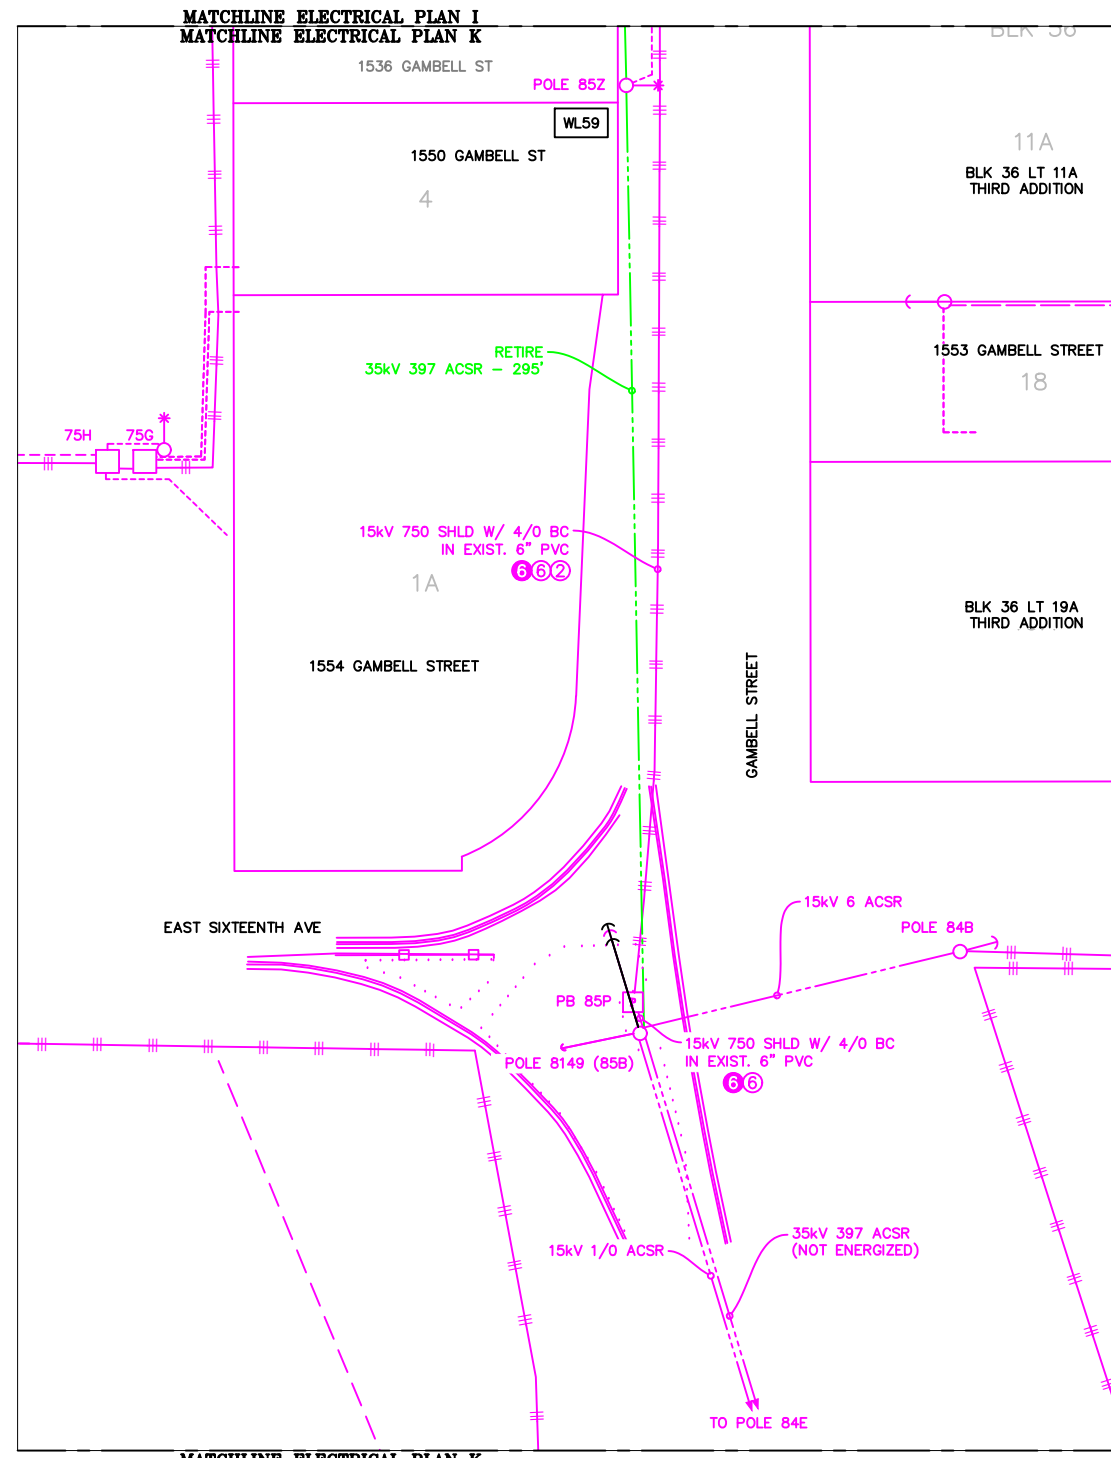 MATCHLINE ELECTRICAL PLAN I
MATCHLINE ELECTRICAL PLAN K
BLK 36
1536 GAMBELL ST
POLE 85Z
WL59
1550 GAMBELL ST
4
11A
BLK 36 LT 11A
THIRD ADDITION
RETIRE
35kV 397 ACSR - 295'
1553 GAMBELL STREET
18
75H
75G
15kV 750 SHLD W/ 4/0 BC
IN EXIST. 6" PVC
6 6 2
1A
BLK 36 LT 19A
THIRD ADDITION
1554 GAMBELL STREET
GAMBELL STREET
EAST SIXTEENTH AVE
15kV 6 ACSR
POLE 84B
PB 85P
15kV 750 SHLD W/ 4/0 BC
IN EXIST. 6" PVC
6 6
POLE 8149 (85B)
15kV 1/0 ACSR
35kV 397 ACSR
(NOT ENERGIZED)
TO POLE 84E
MATCHLINE ELECTRICAL PLAN K